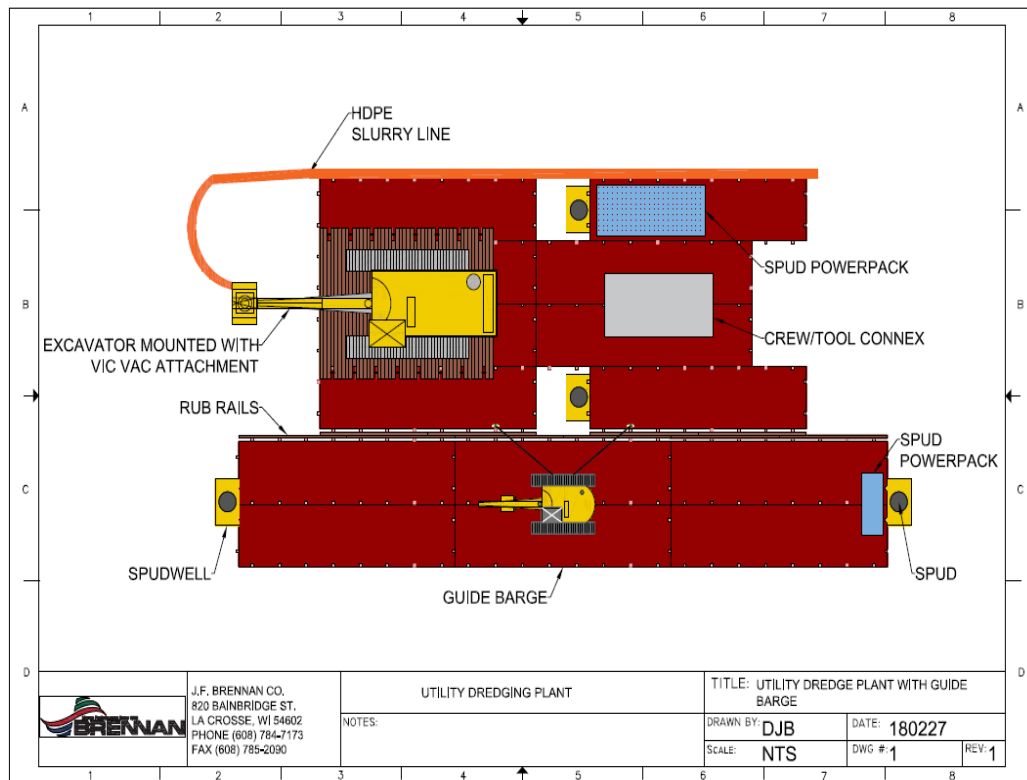 1 2 3 4 5 6 7 8
A A
HDPE
SLURRY LINE
SPUD POWERPACK
B B
CREW/TOOL CONNEX
EXCAVATOR MOUNTED WITH
VIC VAC ATTACHMENT
RUB RAILS
SPUD
POWERPACK
C C
SPUDWELL
SPUD
GUIDE BARGE
D D
BRENNAN
J.F. BRENNAN CO.
820 BAINBRIDGE ST.
LA CROSSE, WI 54602
PHONE (608) 784-7173
FAX (608) 785-2090
UTILITY DREDGING PLANT
NOTES:
TITLE: UTILITY DREDGE PLANT WITH GUIDE
BARGE
DRAWN BY: DJB DATE: 180227
SCALE: NTS DWG #: 1 REV: 1
1 2 3 4 5 6 7 8